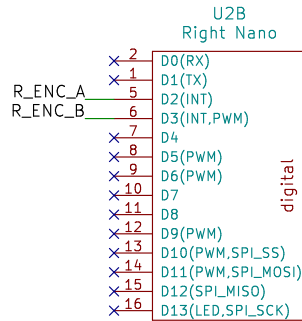 U2B
Right Nano
2 D0(RX)
1 D1(TX)
R_ENC_A 5 D2(INT)
R_ENC_B 6 D3(INT,PWM)
7 D4
8 D5(PWM)
9 D6(PWM)
10 D7
11 D8
12 D9(PWM)
13 D10(PWM,SPI_SS)
14 D11(PWM,SPI_MOSI)
15 D12(SPI_MISO)
16 D13(LED,SPI_SCK)
digital